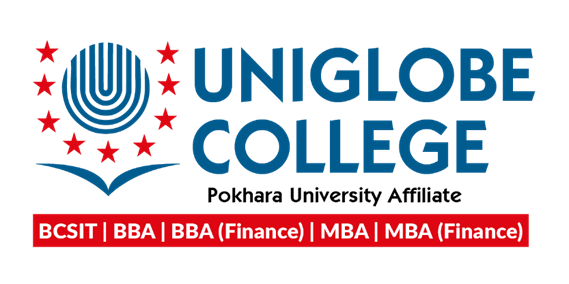 UNIGLOBE
COLLEGE
Pokhara University Affiliate
BCSIT | BBA | BBA (Finance) | MBA | MBA (Finance)